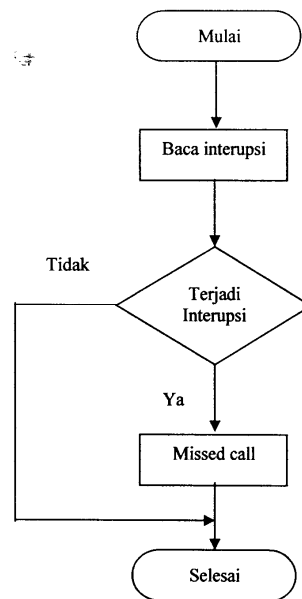 Mulai
Baca interupsi
Tidak
Terjadi
Interupsi
Ya
Missed call
Selesai